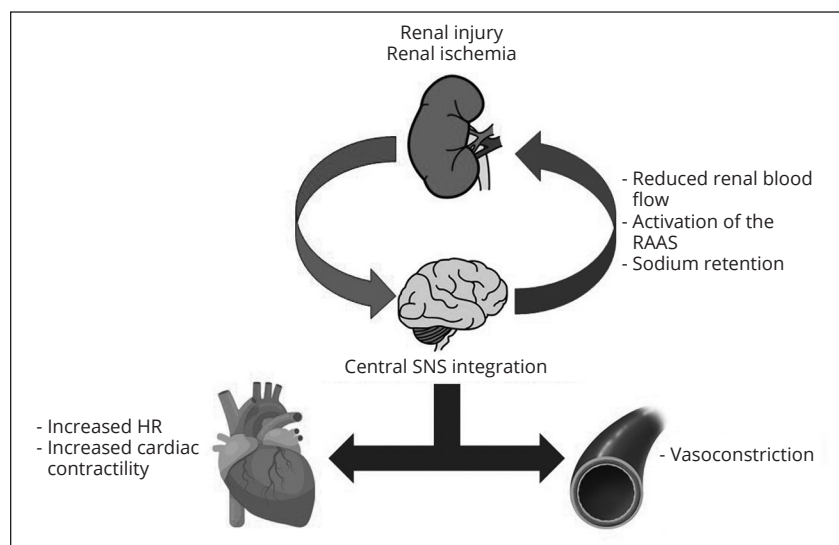 Renal injury
Renal ischemia
- Reduced renal blood
flow
- Activation of the
RAAS
- Sodium retention
Central SNS integration
- Increased HR
- Increased cardiac
contractility
- Vasoconstriction